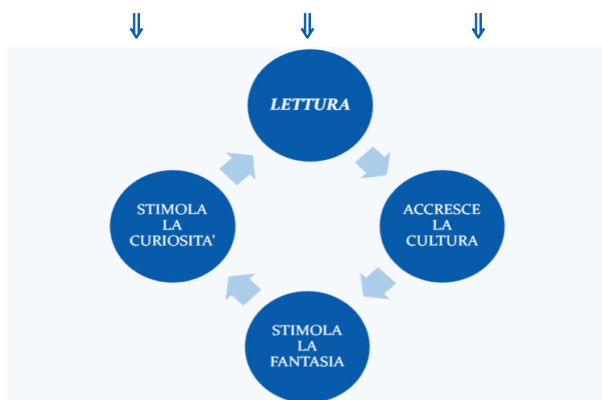 LETTURA
ACCRESCE
LA
CULTURA
STIMOLA
LA
FANTASIA
STIMOLA
LA
CURIOSITA’